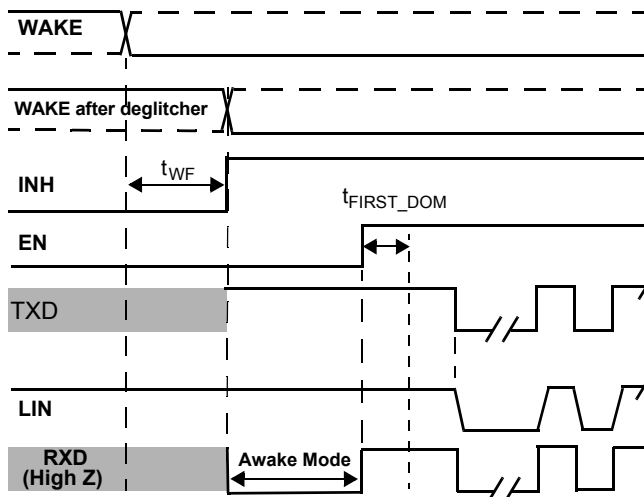 WAKE
WAKE after deglitcher
tWF
INH
tFIRST_DOM
EN
TXD
LIN
RXD
(High Z)
Awake Mode